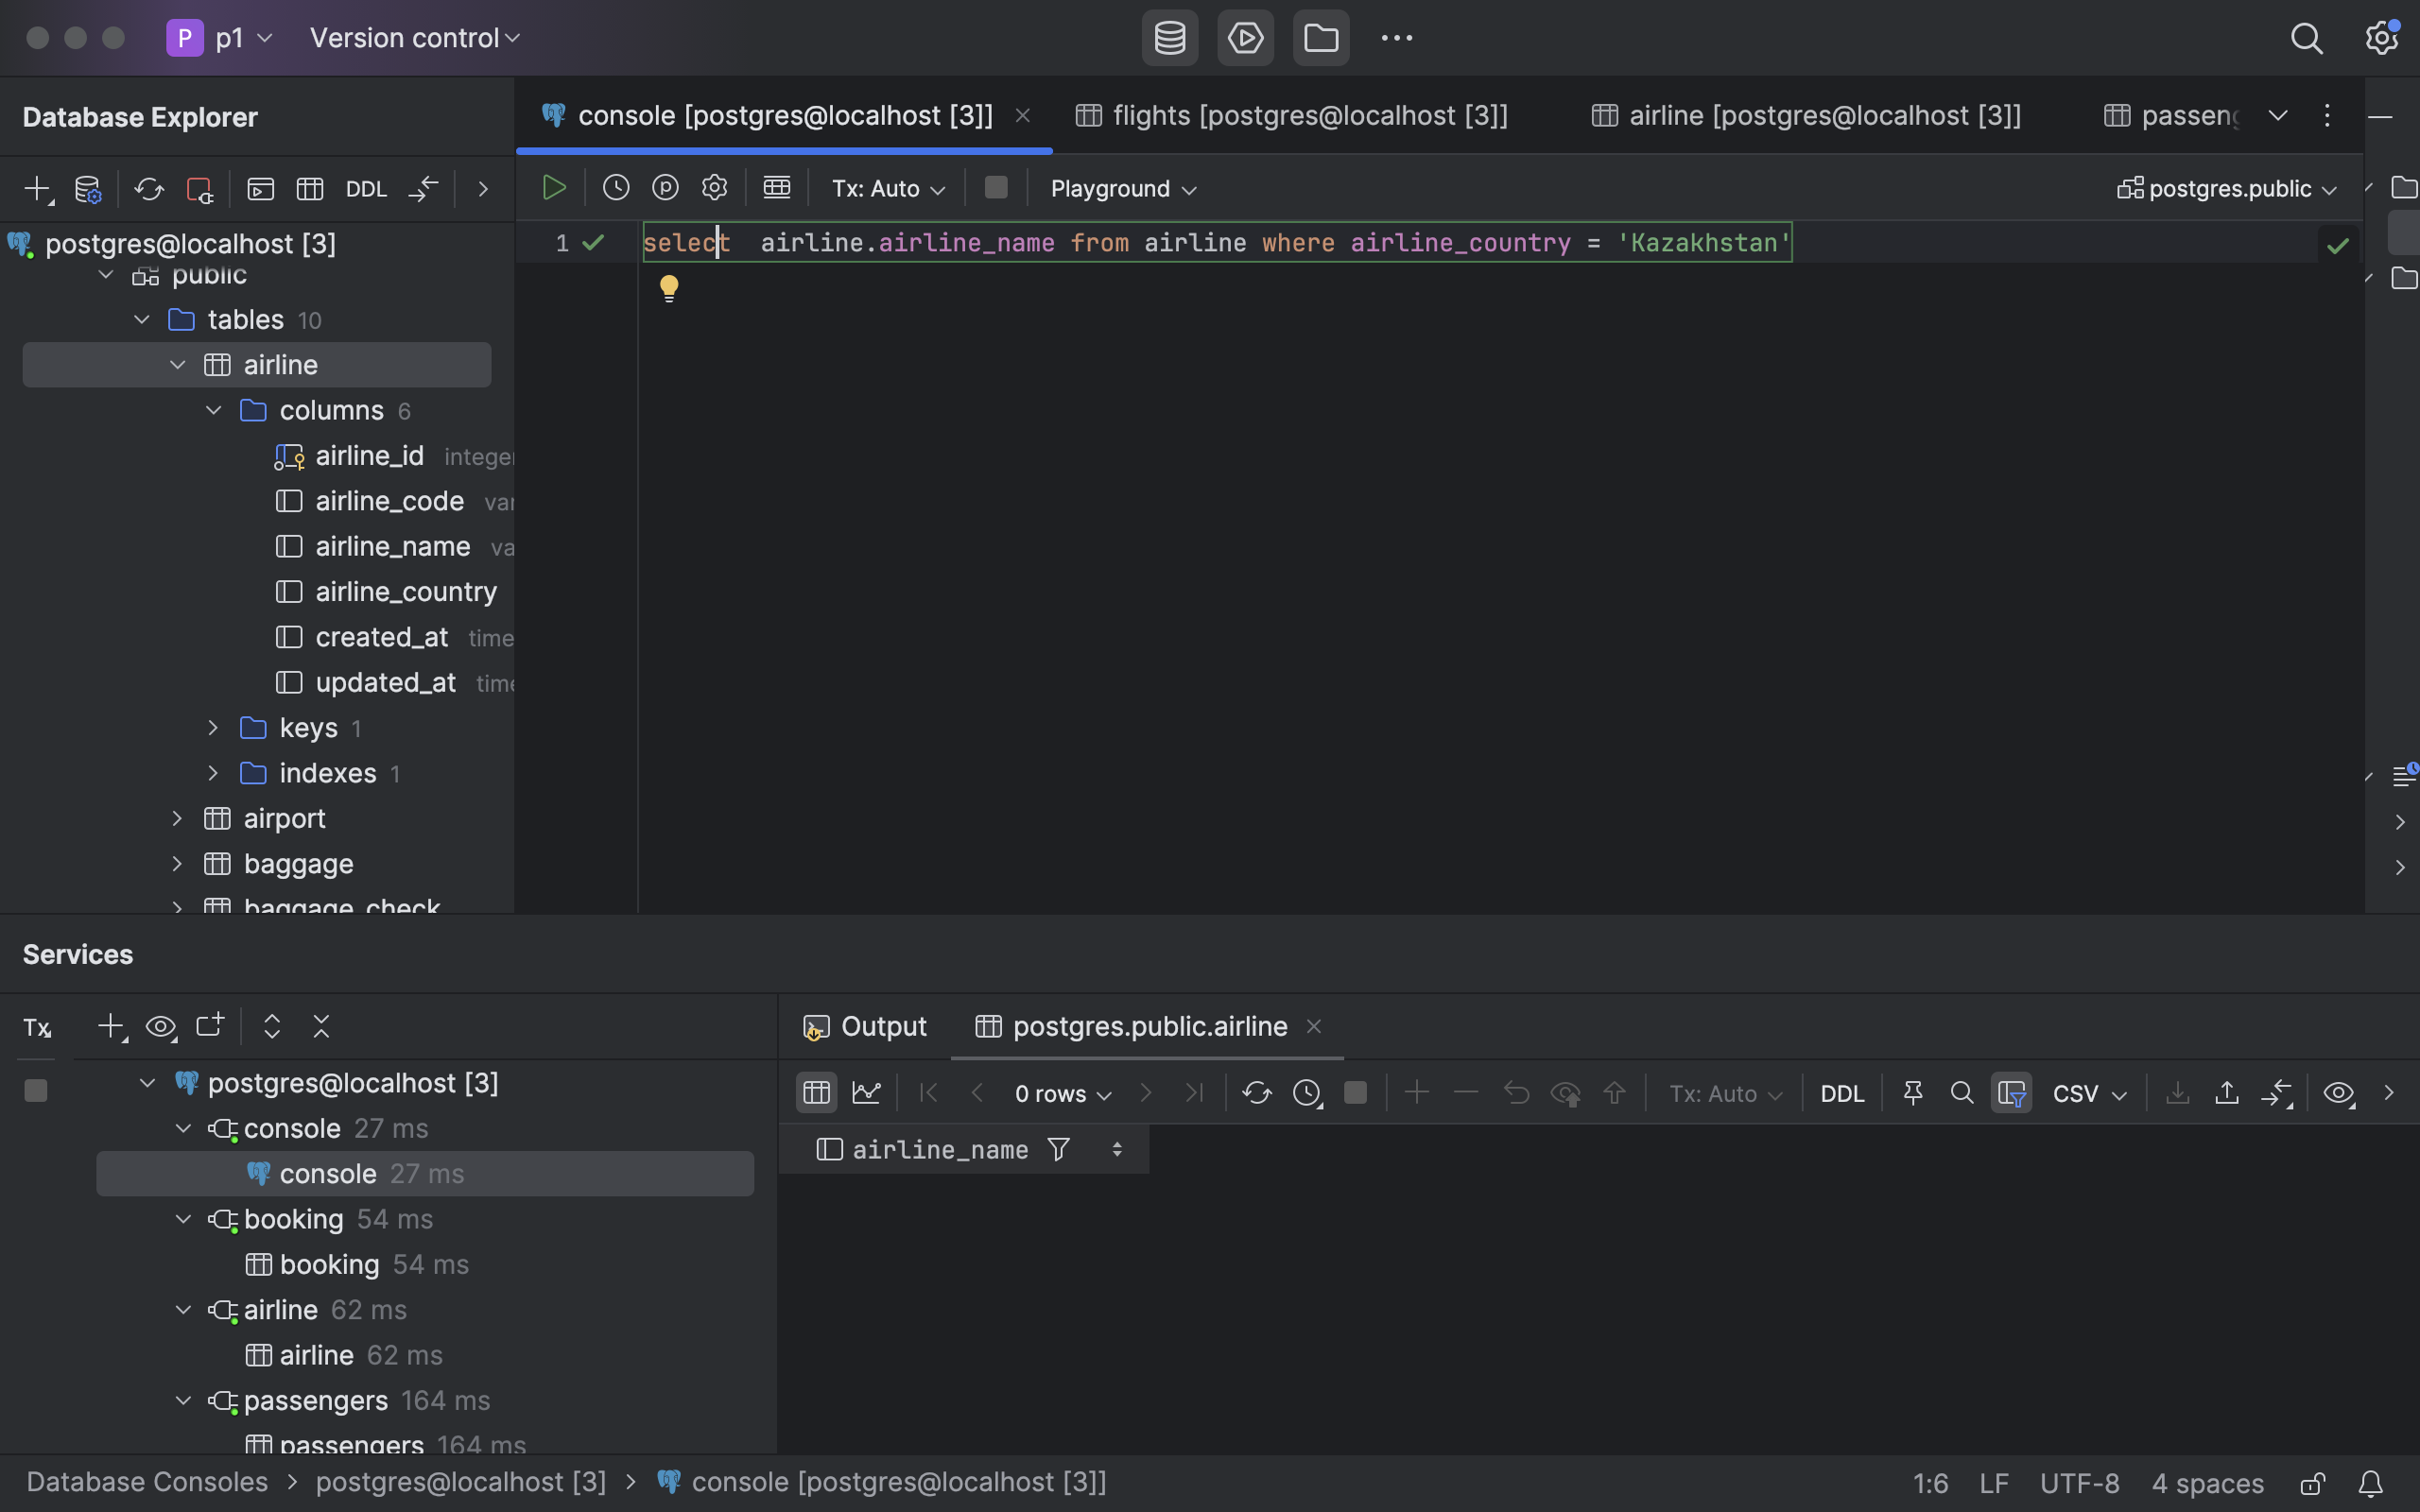 P p1 Version control
Database Explorer
console [postgres@localhost [3]] flights [postgres@localhost [3]] airline [postgres@localhost [3]]
DDL Tx: Auto Playground postgres.public
postgres@localhost [3]
public
tables 10
airline
columns 6
airline_id
airline_code
airline_name
airline_country
created_at time
updated_at
keys 1
indexes 1
airport
baggage
baggage_check
1 select  airline.airline_name from airline where airline_country = 'Kazakhstan'
Services
Tx Output postgres.public.airline
0 rows Tx: Auto DDL CSV
airline_name
postgres@localhost [3]
console 27 ms
console 27 ms
booking 54 ms
booking 54 ms
airline 62 ms
airline 62 ms
passengers 164 ms
passengers 164 ms
Database Consoles > postgres@localhost [3] > console [postgres@localhost [3]] 1:6 LF UTF-8 4 spaces